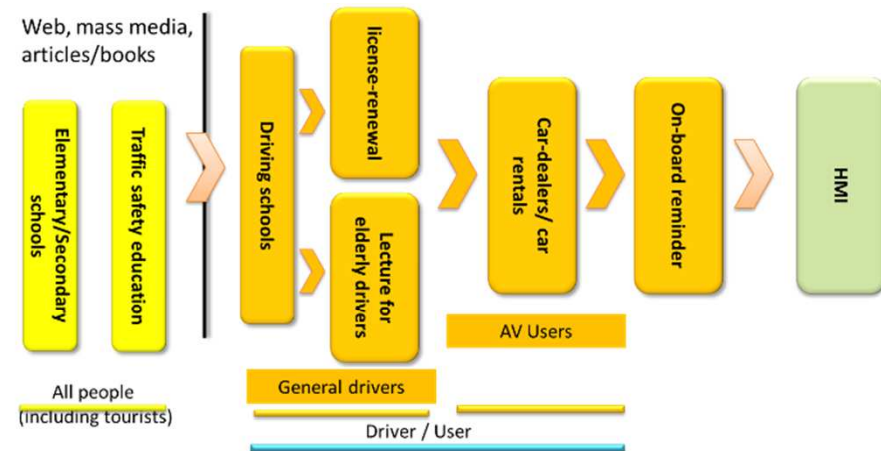 Web, mass media,
articles/books
Elementary/Secondary
schools
Traffic safety education
Driving schools
license-renewal
Lecture for
elderly drivers
Car-dealers/ car
rentals
On-board reminder
HMI
AV Users
General drivers
All people
(including tourists)
Driver / User